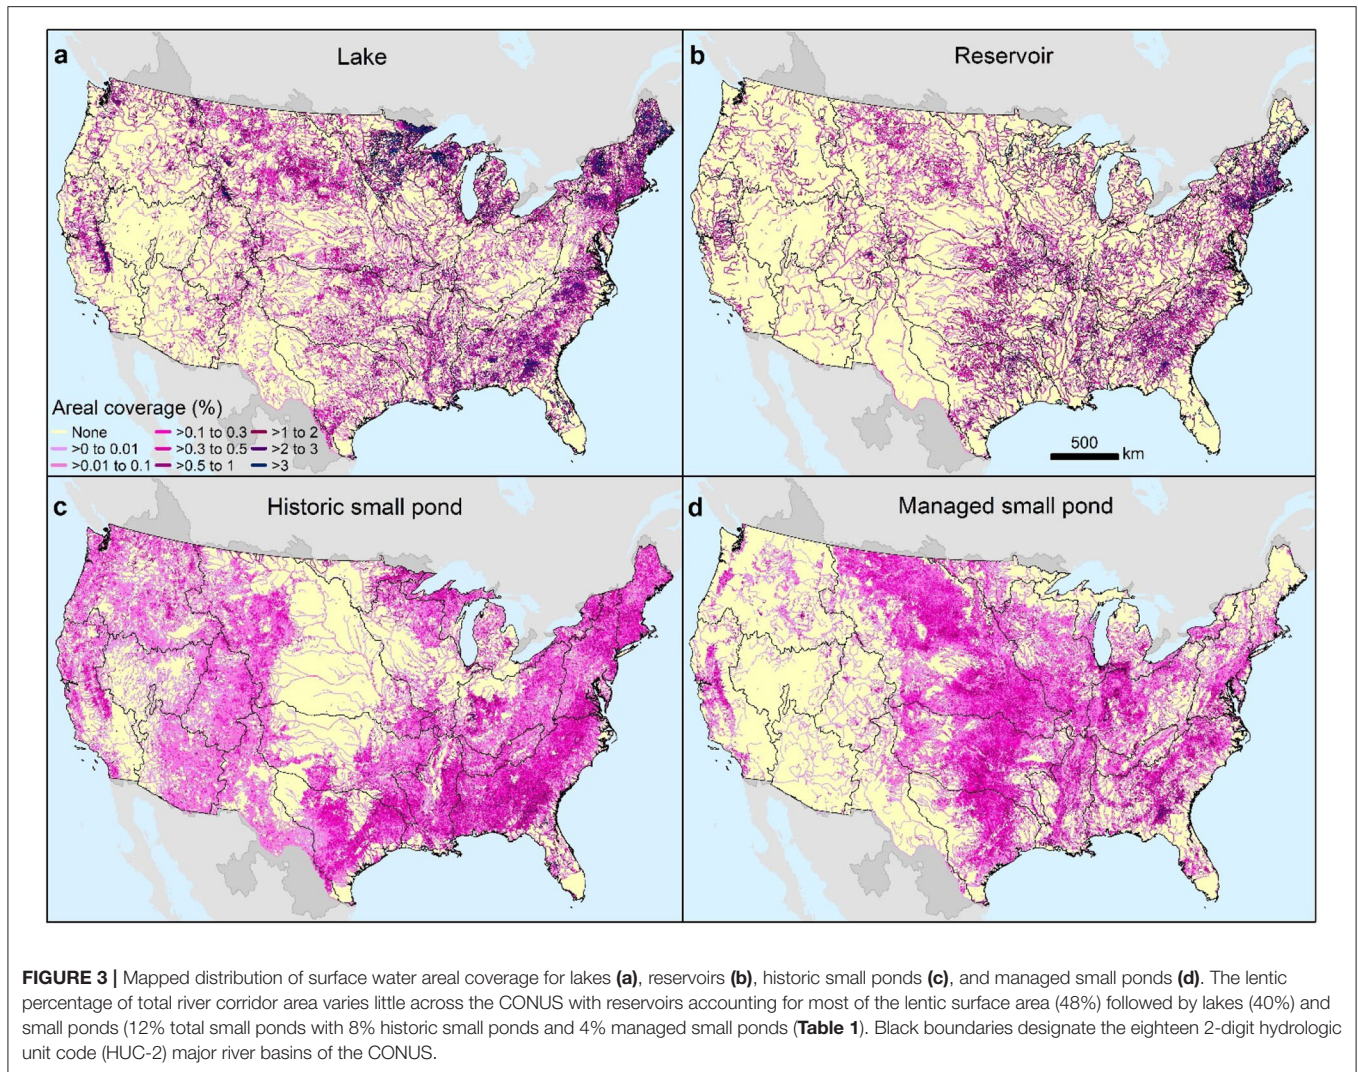 a
Lake
b
Reservoir
Areal coverage (%)
None
>0 to 0.01
>0.01 to 0.1
>0.1 to 0.3
>0.3 to 0.5
>0.5 to 1
>1 to 2
>2 to 3
>3
500
km
c
Historic small pond
d
Managed small pond
FIGURE 3 | Mapped distribution of surface water areal coverage for lakes (a), reservoirs (b), historic small ponds (c), and managed small ponds (d). The lentic
percentage of total river corridor area varies little across the CONUS with reservoirs accounting for most of the lentic surface area (48%) followed by lakes (40%) and
small ponds (12% total small ponds with 8% historic small ponds and 4% managed small ponds (Table 1). Black boundaries designate the eighteen 2-digit hydrologic
unit code (HUC-2) major river basins of the CONUS.